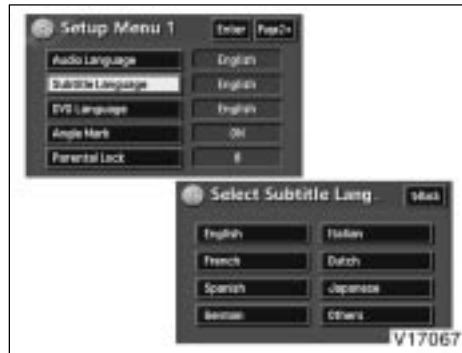 Setup Menu 1 Enter Page2
Audio Language English
Subtitle Language English
DVD Language English
Angle Mark ON
Parental Lock 8
Select Subtitle Lang. Back
English Italian
French Dutch
Spanish Japanese
German Others
V17067